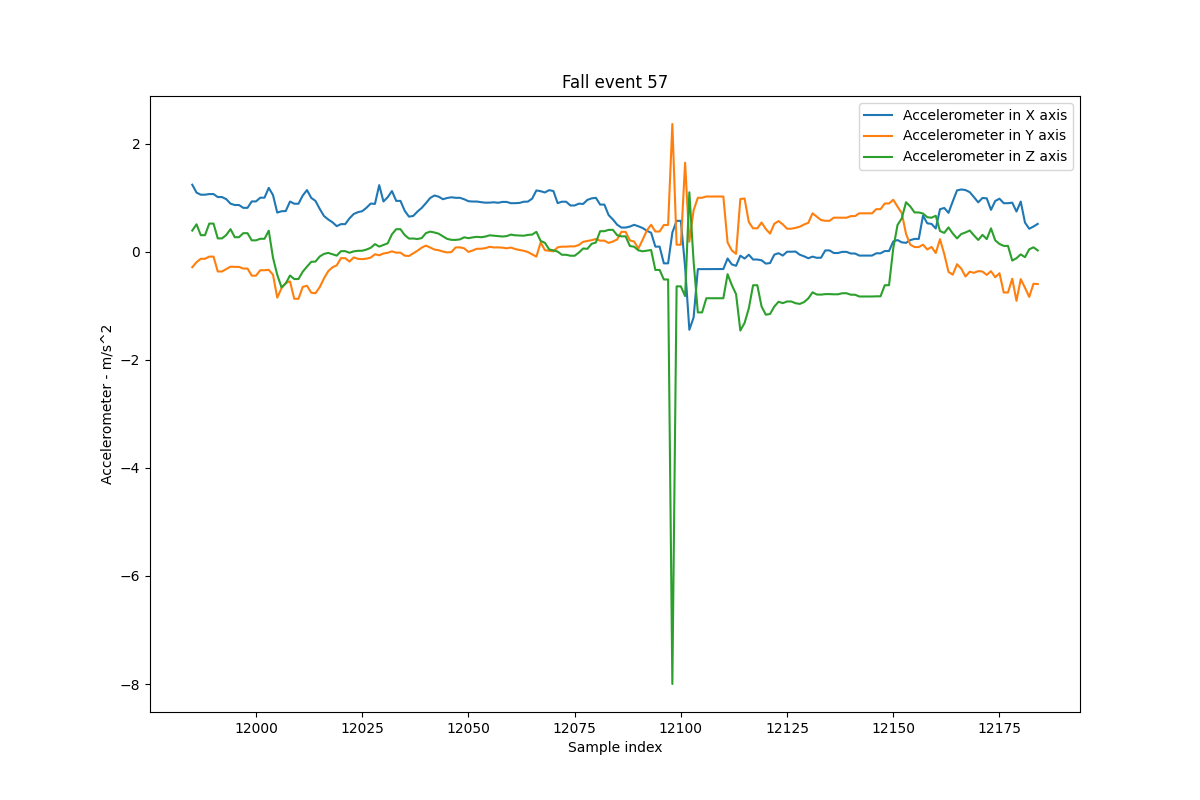 Fall event 57
Accelerometer in X axis
Accelerometer in Y axis
Accelerometer in Z axis
Accelerometer - m/s^2
2
0
−2
−4
−6
−8
12000 12025 12050 12075 12100 12125 12150 12175
Sample index